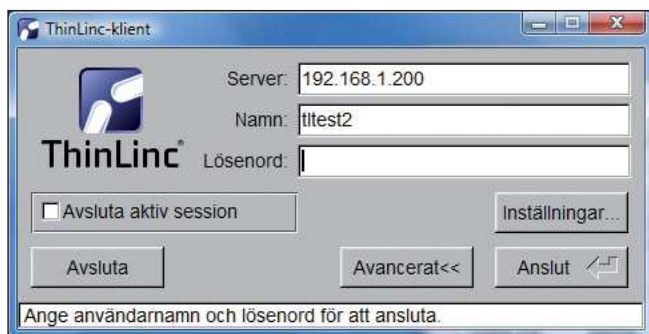 ThinLinc-klient
Server: 192.168.1.200
Namn: tltest2
ThinLinc® Lösenord:
Avsluta aktiv session
Inställningar...
Avsluta
Avancerat<<
Anslut
Ange användarnamn och lösenord för att ansluta.